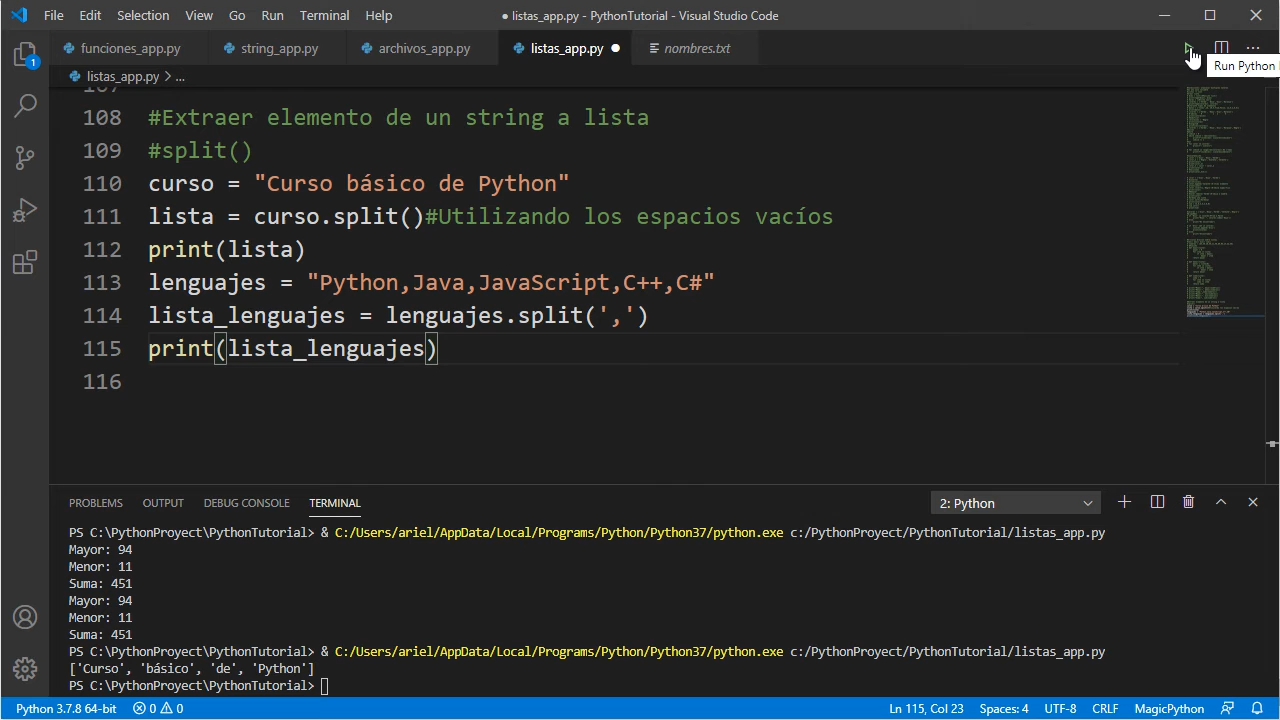 File Edit Selection View Go Run Terminal Help ● listas_app.py - PythonTutorial - Visual Studio Code
funciones_app.py string_app.py archivos_app.py listas_app.py ● nombres.txt
Run Python
listas_app.py > ...
1
107
108 #Extraer elemento de un string a lista
109 #split()
110 curso = "Curso básico de Python"
111 lista = curso.split()#Utilizando los espacios vacíos
112 print(lista)
113 lenguajes = "Python,Java,JavaScript,C++,C#"
114 lista_lenguajes = lenguajes.split(',')
115 print(lista_lenguajes)
116
PROBLEMS OUTPUT DEBUG CONSOLE TERMINAL 2: Python
PS C:\PythonProyect\PythonTutorial> & C:/Users/ariel/AppData/Local/Programs/Python/Python37/python.exe c:/PythonProyect/PythonTutorial/listas_app.py
Mayor: 94
Menor: 11
Suma: 451
Mayor: 94
Menor: 11
Suma: 451
PS C:\PythonProyect\PythonTutorial> & C:/Users/ariel/AppData/Local/Programs/Python/Python37/python.exe c:/PythonProyect/PythonTutorial/listas_app.py
['Curso', 'básico', 'de', 'Python']
PS C:\PythonProyect\PythonTutorial>
Python 3.7.8 64-bit 0 0 Ln 115, Col 23 Spaces: 4 UTF-8 CRLF MagicPython